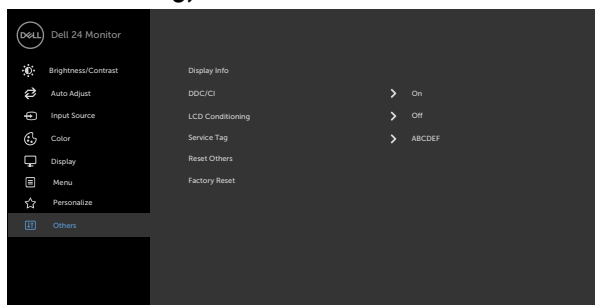 g,
DELL Dell 24 Monitor
Brightness/Contrast
Auto Adjust
Input Source
Color
Display
Menu
Personalize
Others
Display Info
DDC/CI > On
LCD Conditioning > Off
Service Tag > ABCDEF
Reset Others
Factory Reset